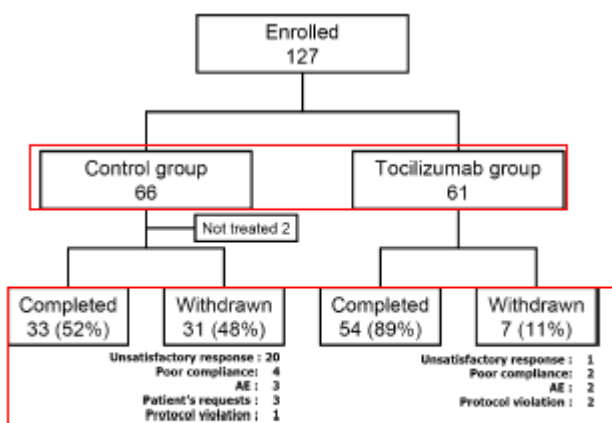 Enrolled
127
Control group
66
Tocilizumab group
61
Not treated 2
Completed
33 (52%)
Withdrawn
31 (48%)
Completed
54 (89%)
Withdrawn
7 (11%)
Unsatisfactory response : 20
Poor compliance: 4
AE : 3
Patient's requests : 3
Protocol violation : 1
Unsatisfactory response : 1
Poor compliance: 2
AE : 2
Protocol violation : 2